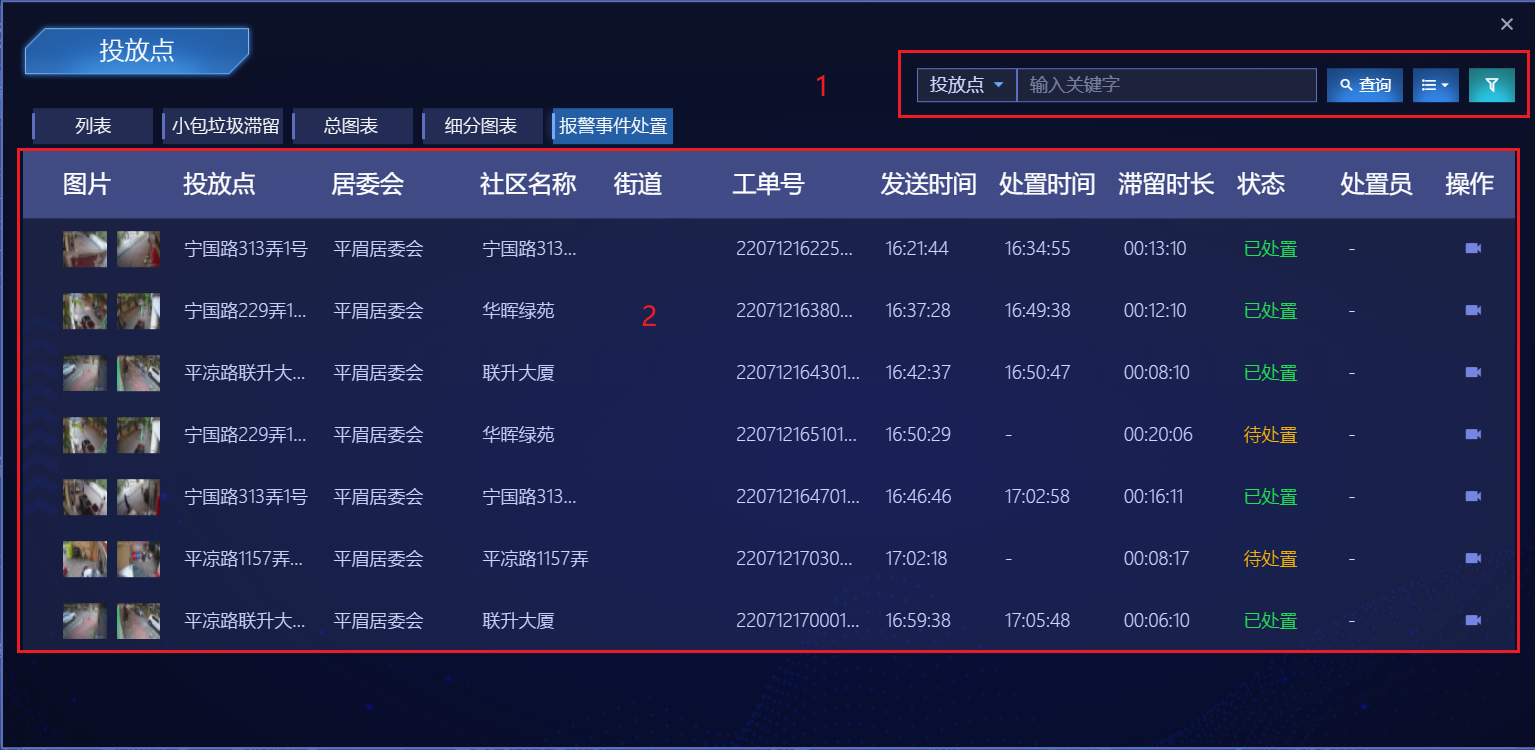 投放点
1
投放点 输入关键字 查询
列表 小包垃圾滞留 总图表 细分图表 报警事件处置
图片 投放点 居委会 社区名称 街道 工单号 发送时间 处置时间 滞留时长 状态 处置员 操作
宁国路313弄1号 平眉居委会 宁国路313... 22071216225... 16:21:44 16:34:55 00:13:10 已处置 -
宁国路229弄1... 平眉居委会 华晖绿苑 22071216380... 16:37:28 16:49:38 00:12:10 已处置 -
2
平凉路联升大... 平眉居委会 联升大厦 220712164301... 16:42:37 16:50:47 00:08:10 已处置 -
宁国路229弄1... 平眉居委会 华晖绿苑 220712165101... 16:50:29 - 00:20:06 待处置 -
宁国路313弄1号 平眉居委会 宁国路313... 220712164701... 16:46:46 17:02:58 00:16:11 已处置 -
平凉路1157弄... 平眉居委会 平凉路1157弄 22071217030... 17:02:18 - 00:08:17 待处置 -
平凉路联升大... 平眉居委会 联升大厦 220712170001... 16:59:38 17:05:48 00:06:10 已处置 -